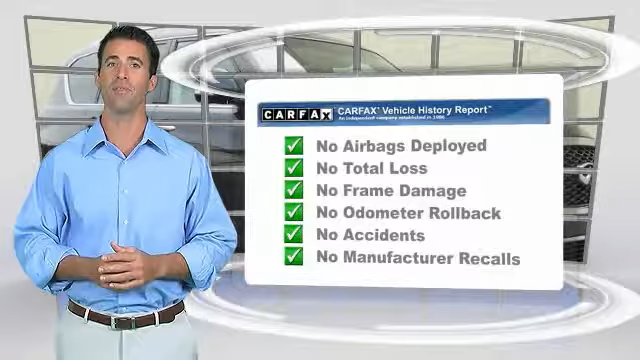 CARFAX CARFAX Vehicle History Report™
An independent company established in 1986
No Airbags Deployed
No Total Loss
No Frame Damage
No Odometer Rollback
No Accidents
No Manufacturer Recalls